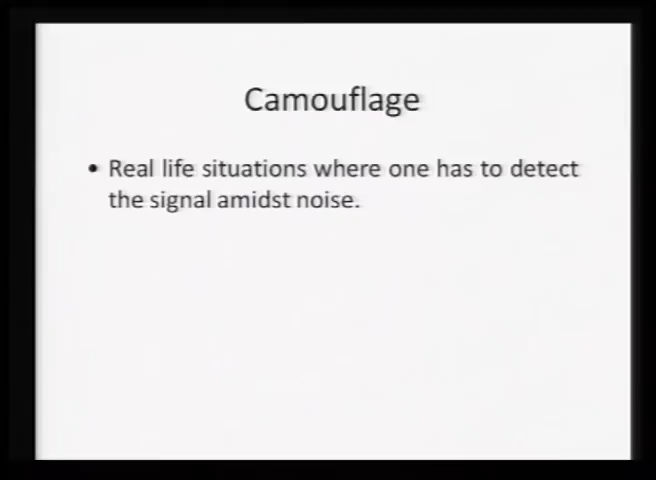 Camouflage
• Real life situations where one has to detect
the signal amidst noise.